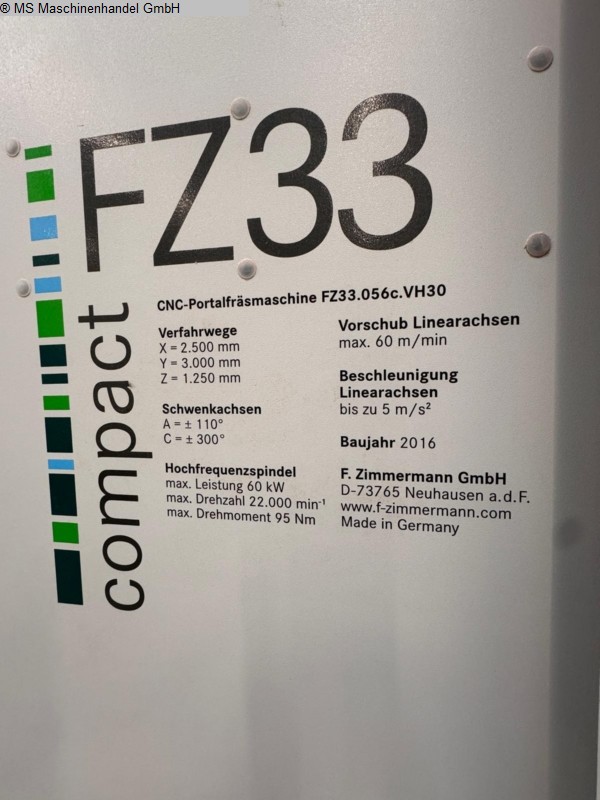 ® MS Maschinenhandel GmbH
FZ33
compact
CNC-Portalfräsmaschine FZ33.056c.VH30
Verfahrwege
X = 2.500 mm
Y = 3.000 mm
Z = 1.250 mm
Schwenkachsen
A = ± 110°
C = ± 300°
Hochfrequenzspindel
max. Leistung 60 kW
max. Drehzahl 22.000 min⁻¹
max. Drehmoment 95 Nm
Vorschub Linearachsen
max. 60 m/min
Beschleunigung
Linearachsen
bis zu 5 m/s²
Baujahr 2016
F. Zimmermann GmbH
D-73765 Neuhausen a.d.F.
www.f-zimmermann.com
Made in Germany